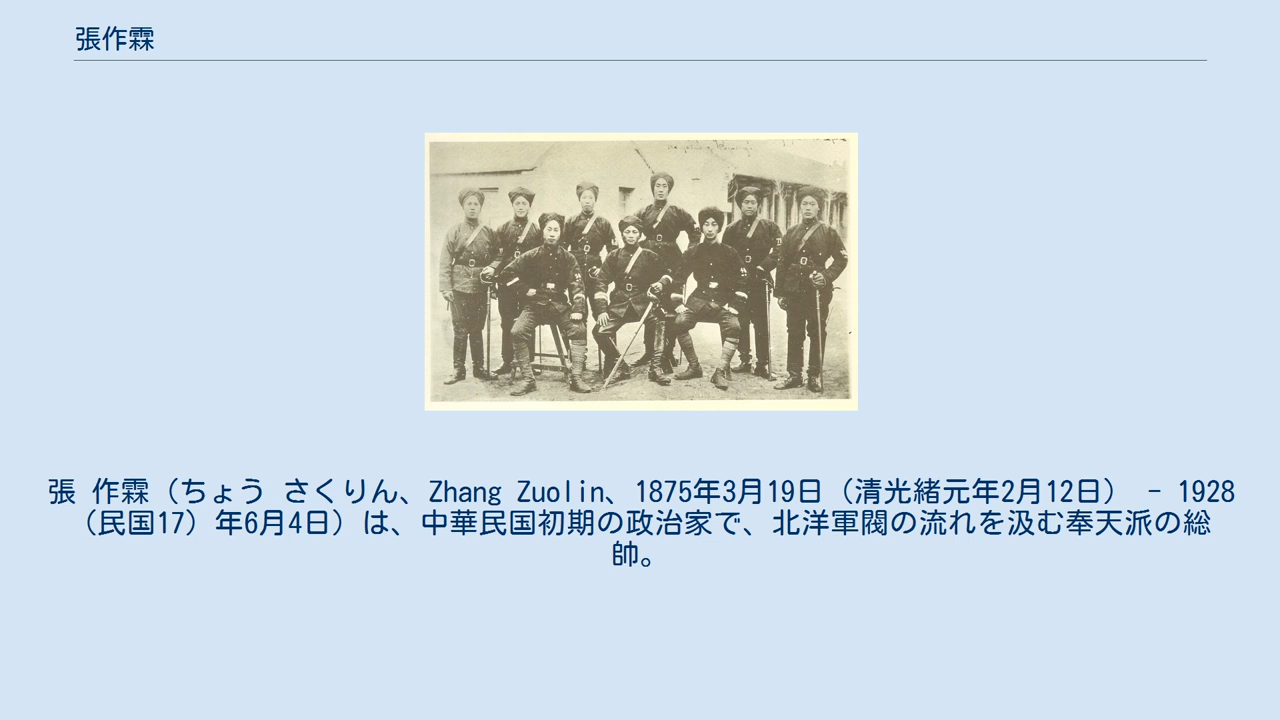 張作霖
張 作霖（ちょう さくりん、Zhang Zuolin、1875年3月19日（清光緒元年2月12日） - 1928
（民国17）年6月4日）は、中華民国初期の政治家で、北洋軍閥の流れを汲む奉天派の総
帥。